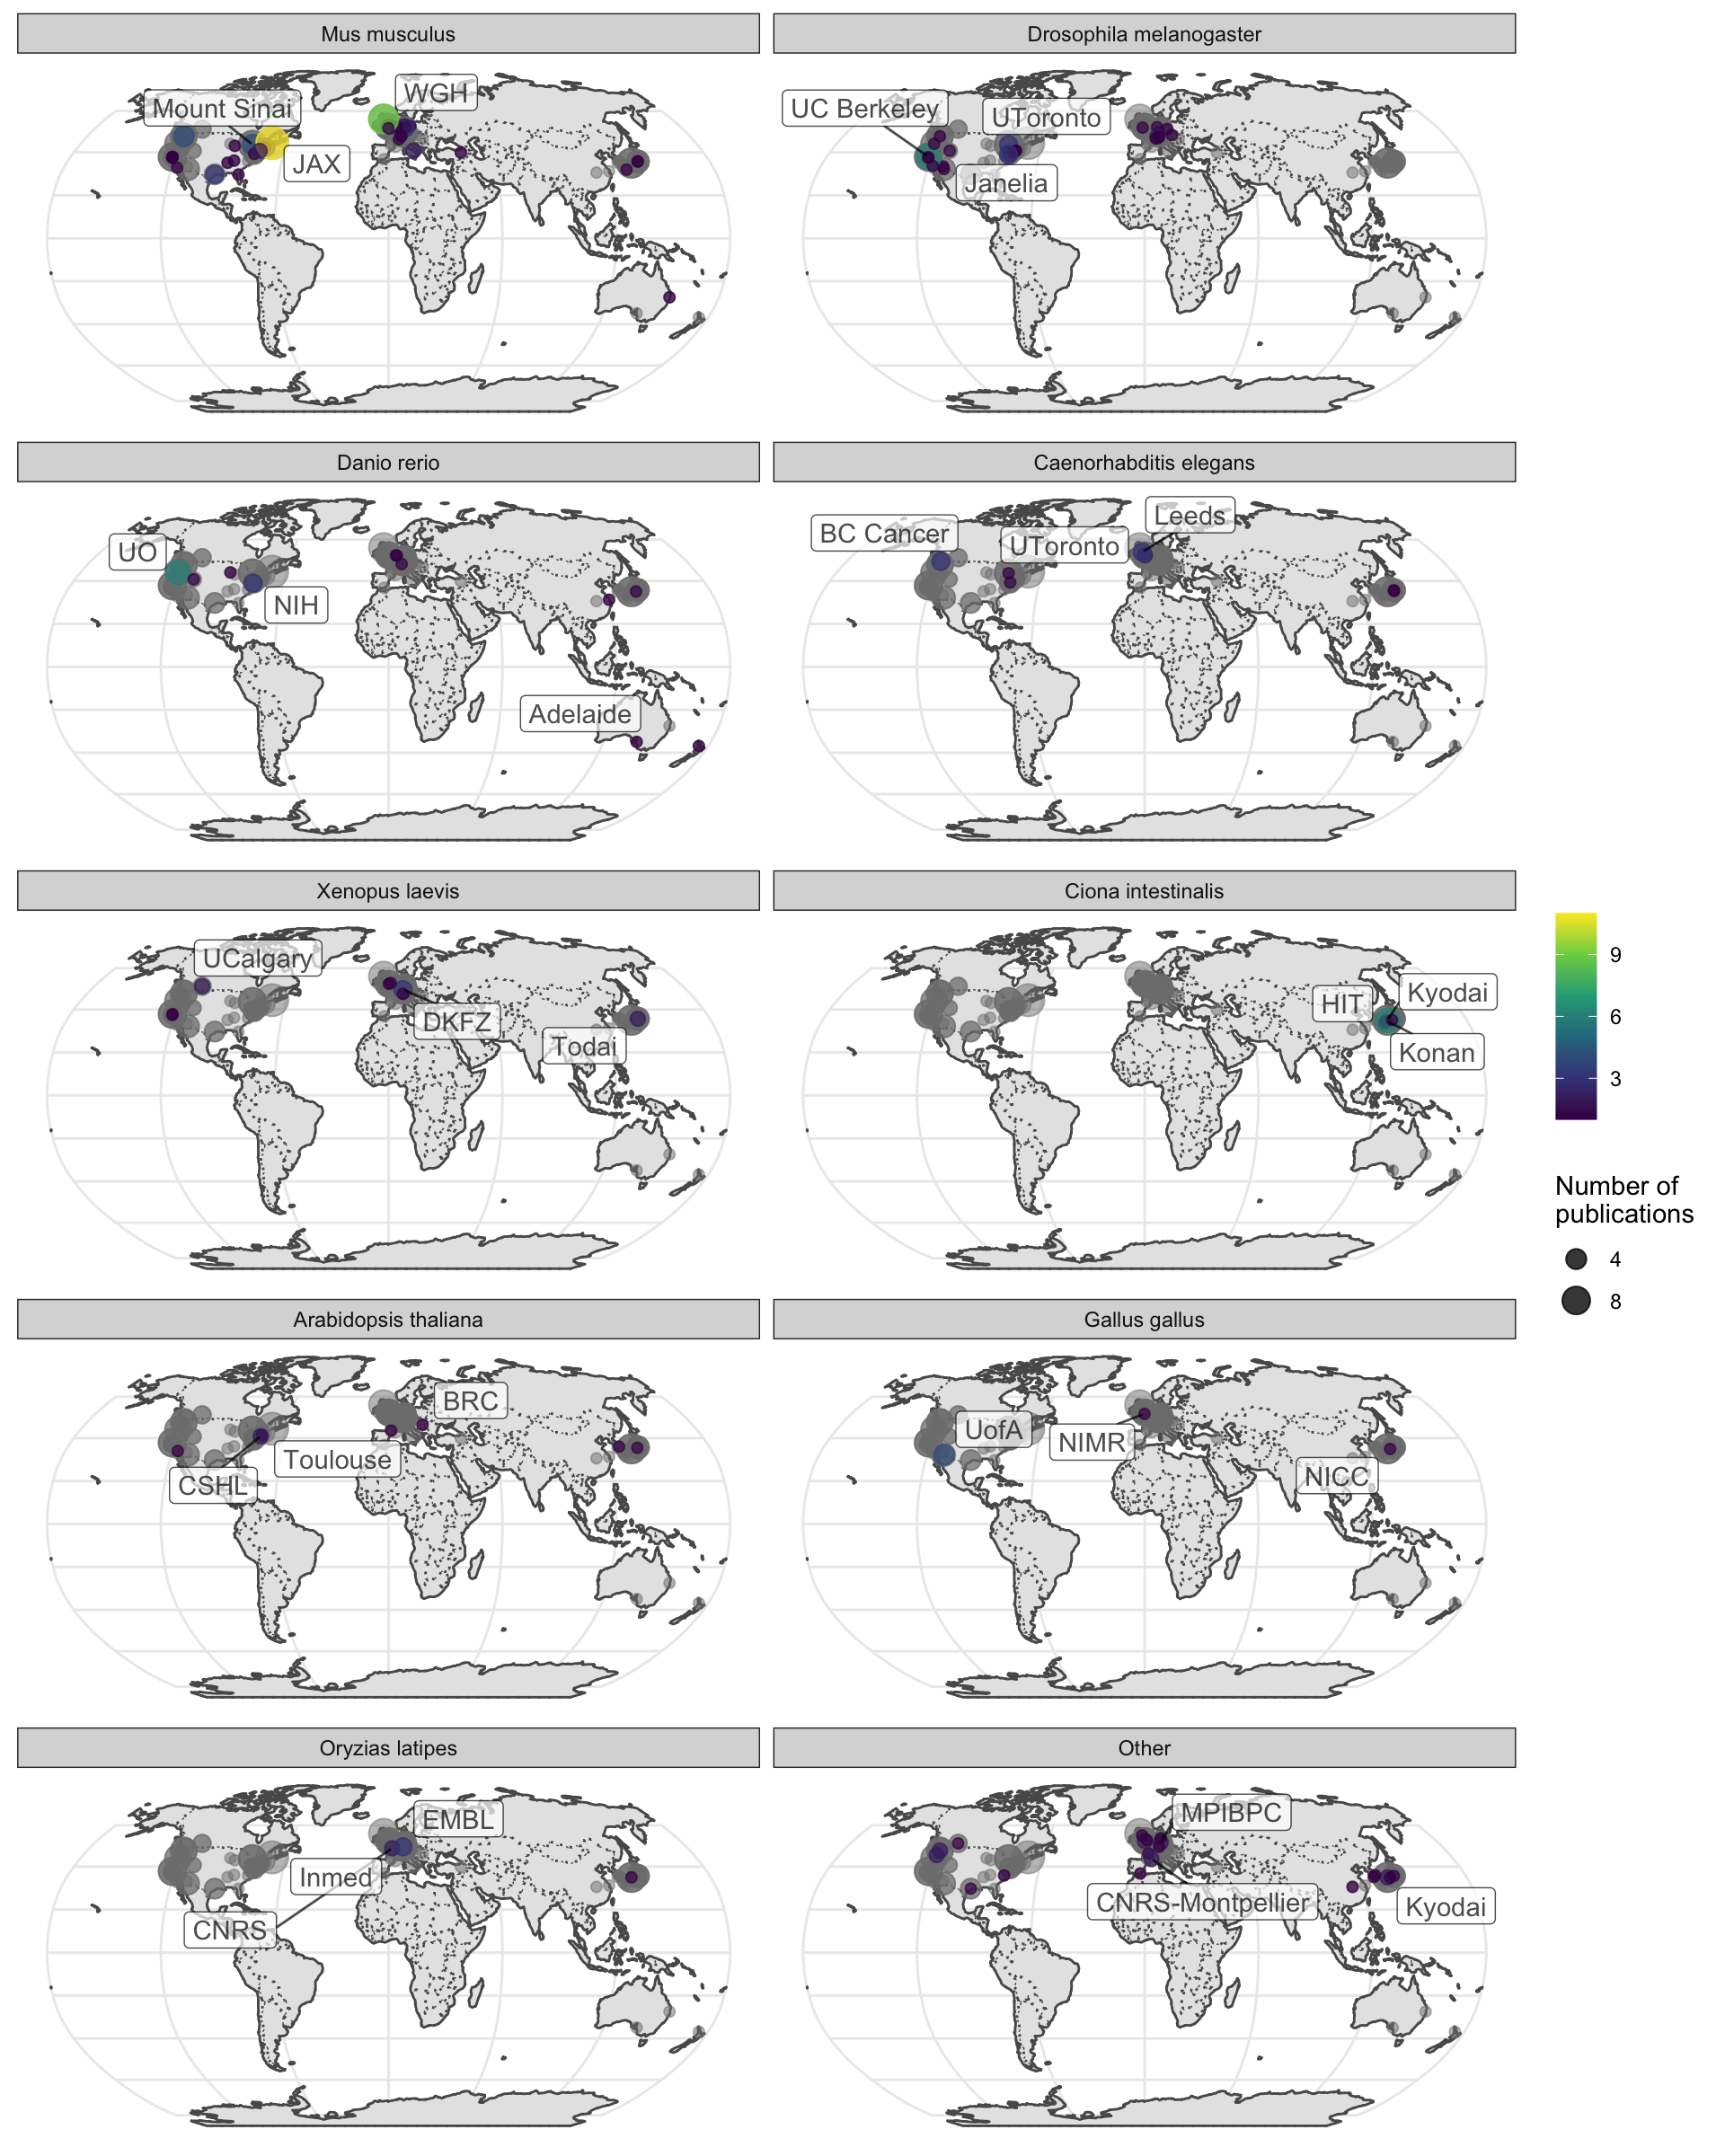 Mus musculus
Drosophila melanogaster
Mount Sinai
WGH
JAX
UC Berkeley
UToronto
Janelia
Danio rerio
Caenorhabditis elegans
UO
NIH
Adelaide
BC Cancer
UToronto
Leeds
Xenopus laevis
Ciona intestinalis
UCalgary
DKFZ
Todai
HIT
Kyodai
Konan
9
6
3
Number of
publications
4
8
Arabidopsis thaliana
Gallus gallus
BRC
Toulouse
CSHL
UofA
NIMR
NICC
Oryzias latipes
Other
EMBL
Inmed
CNRS
MPIBPC
CNRS-Montpellier
Kyodai